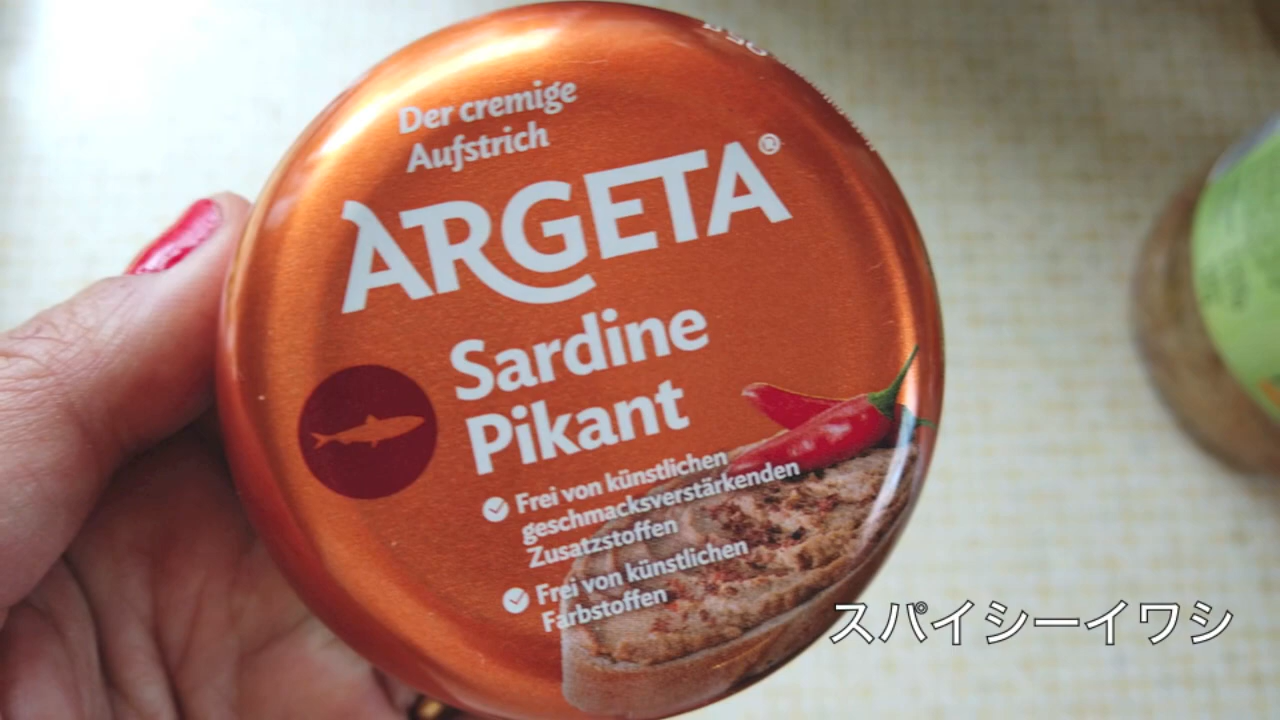 Der cremige
Aufstrich
ARGETA®
Sardine
Pikant
Frei von künstlichen
geschmacksverstärkenden
Zusatzstoffen
Frei von künstlichen
Farbstoffen
スパイシーイワシ